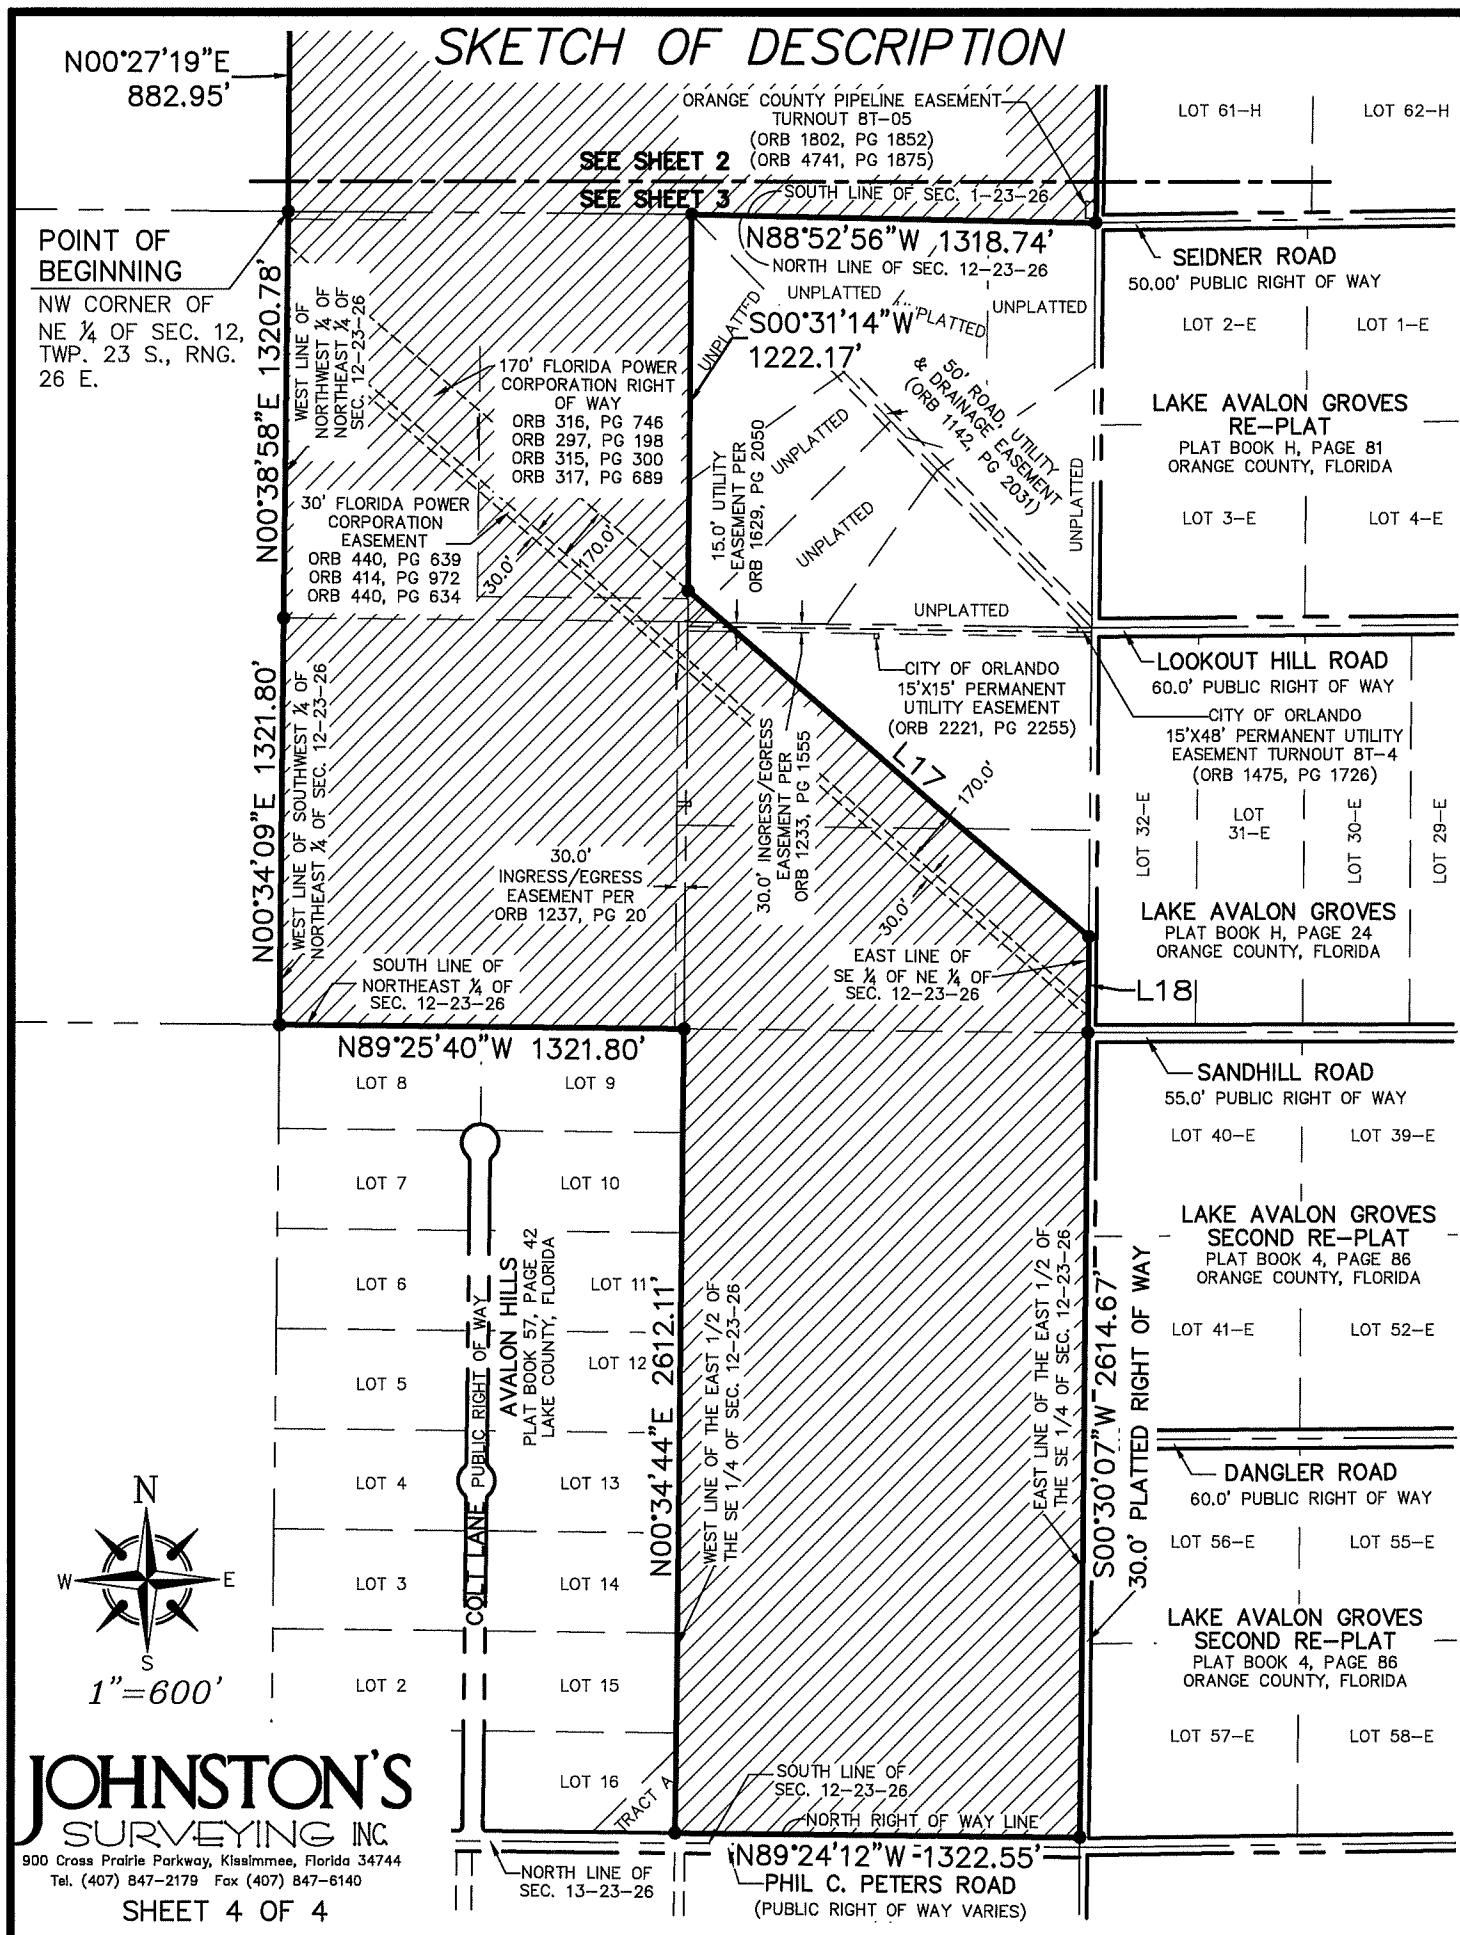 SKETCH OF DESCRIPTION
N00°27'19"E
882.95'
ORANGE COUNTY PIPELINE EASEMENT
TURNOUT 8T-05
(ORB 1802, PG 1852)
(ORB 4741, PG 1875)
LOT 61-H
LOT 62-H
SEE SHEET 2
SEE SHEET 3
SOUTH LINE OF SEC. 1-23-26
N88°52'56"W 1318.74'
NORTH LINE OF SEC. 12-23-26
POINT OF
BEGINNING
NW CORNER OF
NE ¼ OF SEC. 12,
TWP. 23 S., RNG.
26 E.
SEIDNER ROAD
50.00' PUBLIC RIGHT OF WAY
LOT 2-E
LOT 1-E
LAKE AVALON GROVES
RE-PLAT
PLAT BOOK H, PAGE 81
ORANGE COUNTY, FLORIDA
LOT 3-E
LOT 4-E
UNPLATTED
UNPLATTED
UNPLATTED
UNPLATTED
S00°31'14"W
1222.17'
N00°38'58"E 1320.78'
WEST LINE OF
NORTHWEST ¼ OF
NORTHEAST ¼ OF
SEC. 12-23-26
170' FLORIDA POWER
CORPORATION RIGHT
OF WAY
ORB 316, PG 746
ORB 297, PG 198
ORB 315, PG 300
ORB 317, PG 689
30' FLORIDA POWER
CORPORATION
EASEMENT
ORB 440, PG 639
ORB 414, PG 972
ORB 440, PG 634
30.0'
170.0'
15.0' UTILITY
EASEMENT PER
ORB 1629, PG 2050
UNPLATTED
UNPLATTED
50' ROAD, UTILITY
& DRAINAGE EASEMENT
(ORB 1142, PG 2031)
UNPLATTED
UNPLATTED
LOOKOUT HILL ROAD
60.0' PUBLIC RIGHT OF WAY
CITY OF ORLANDO
15'X15' PERMANENT
UTILITY EASEMENT
(ORB 2221, PG 2255)
CITY OF ORLANDO
15'X48' PERMANENT UTILITY
EASEMENT TURNOUT 8T-4
(ORB 1475, PG 1726)
N00°34'09"E 1321.80'
WEST LINE OF SOUTHWEST ¼ OF
NORTHEAST ¼ OF SEC. 12-23-26
30.0' INGRESS/EGRESS
EASEMENT PER
ORB 1233, PG 1555
L17
170.0'
30.0'
LOT 32-E
LOT
31-E
LOT 30-E
LOT 29-E
30.0'
INGRESS/EGRESS
EASEMENT PER
ORB 1237, PG 20
LAKE AVALON GROVES
PLAT BOOK H, PAGE 24
ORANGE COUNTY, FLORIDA
EAST LINE OF
SE ¼ OF NE ¼ OF
SEC. 12-23-26
L18
SOUTH LINE OF
NORTHEAST ¼ OF
SEC. 12-23-26
N89°25'40"W 1321.80'
SANDHILL ROAD
55.0' PUBLIC RIGHT OF WAY
LOT 8
LOT 9
LOT 7
LOT 10
LOT 6
LOT 11
LOT 5
LOT 12
LOT 4
LOT 13
LOT 3
LOT 14
LOT 2
LOT 15
LOT 16
TRACT A
COLT LANE
PUBLIC RIGHT OF WAY
AVALON HILLS
PLAT BOOK 57, PAGE 42
LAKE COUNTY, FLORIDA
N00°34'44"E 2612.11'
WEST LINE OF THE EAST 1/2 OF
THE SE 1/4 OF SEC. 12-23-26
EAST LINE OF THE EAST 1/2 OF
THE SE 1/4 OF SEC. 12-23-26
S00°30'07"W 2614.67'
30.0' PLATTED RIGHT OF WAY
LOT 40-E
LOT 39-E
LAKE AVALON GROVES
SECOND RE-PLAT
PLAT BOOK 4, PAGE 86
ORANGE COUNTY, FLORIDA
LOT 41-E
LOT 52-E
DANGLER ROAD
60.0' PUBLIC RIGHT OF WAY
LOT 56-E
LOT 55-E
LAKE AVALON GROVES
SECOND RE-PLAT
PLAT BOOK 4, PAGE 86
ORANGE COUNTY, FLORIDA
LOT 57-E
LOT 58-E
N
W
E
S
1"=600'
SOUTH LINE OF
SEC. 12-23-26
NORTH RIGHT OF WAY LINE
N89°24'12"W 1322.55'
PHIL C. PETERS ROAD
(PUBLIC RIGHT OF WAY VARIES)
NORTH LINE OF
SEC. 13-23-26
JOHNSTON'S
SURVEYING INC.
900 Cross Prairie Parkway, Kissimmee, Florida 34744
Tel. (407) 847-2179 Fax (407) 847-6140
SHEET 4 OF 4